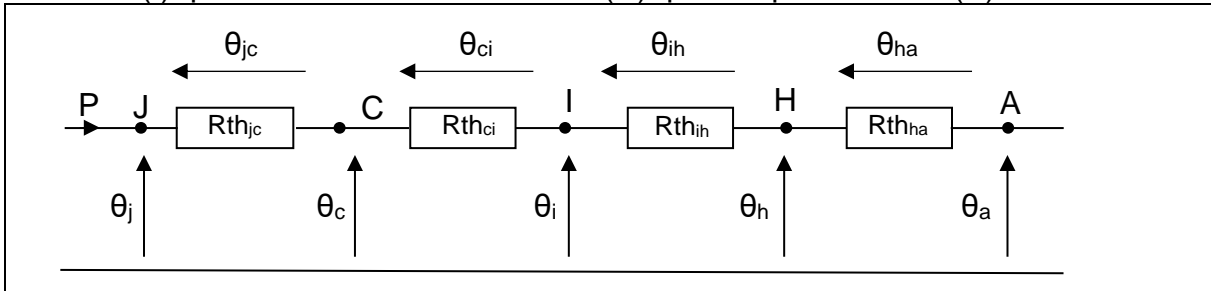 θjc θci θih θha
P J C I H A
Rthjc Rthci Rthih Rthha
θj θc θi θh θa